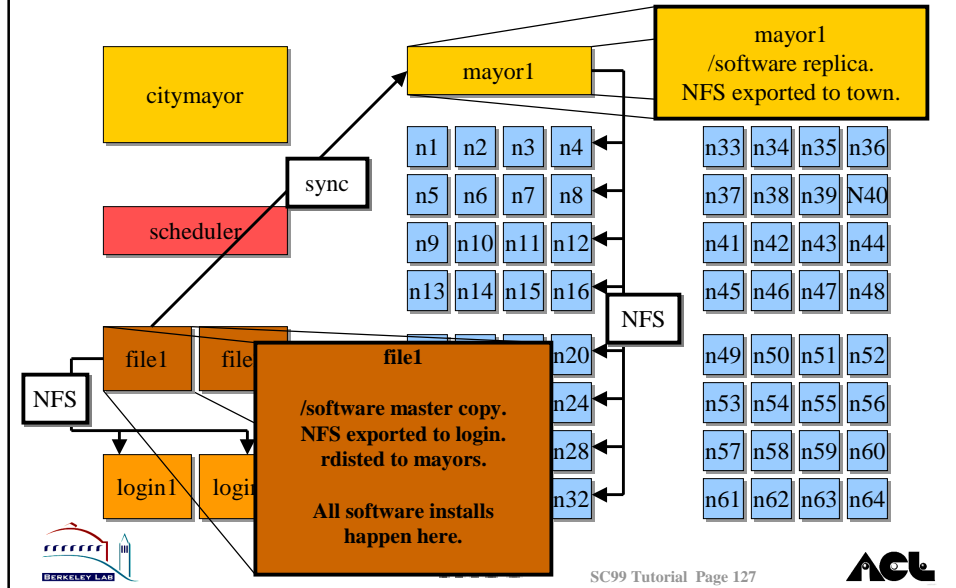 citymayor
mayor1
mayor1
/software replica.
NFS exported to town.
sync
scheduler
n1 n2 n3 n4
n5 n6 n7 n8
n9 n10 n11 n12
n13 n14 n15 n16
n33 n34 n35 n36
n37 n38 n39 N40
n41 n42 n43 n44
n45 n46 n47 n48
NFS
file1
file
NFS
file1
/software master copy.
NFS exported to login.
rdisted to mayors.
All software installs
happen here.
n20
n24
n28
n32
n49 n50 n51 n52
n53 n54 n55 n56
n57 n58 n59 n60
n61 n62 n63 n64
login1
login
BERKELEY LAB
SC99 Tutorial Page 127
ACL